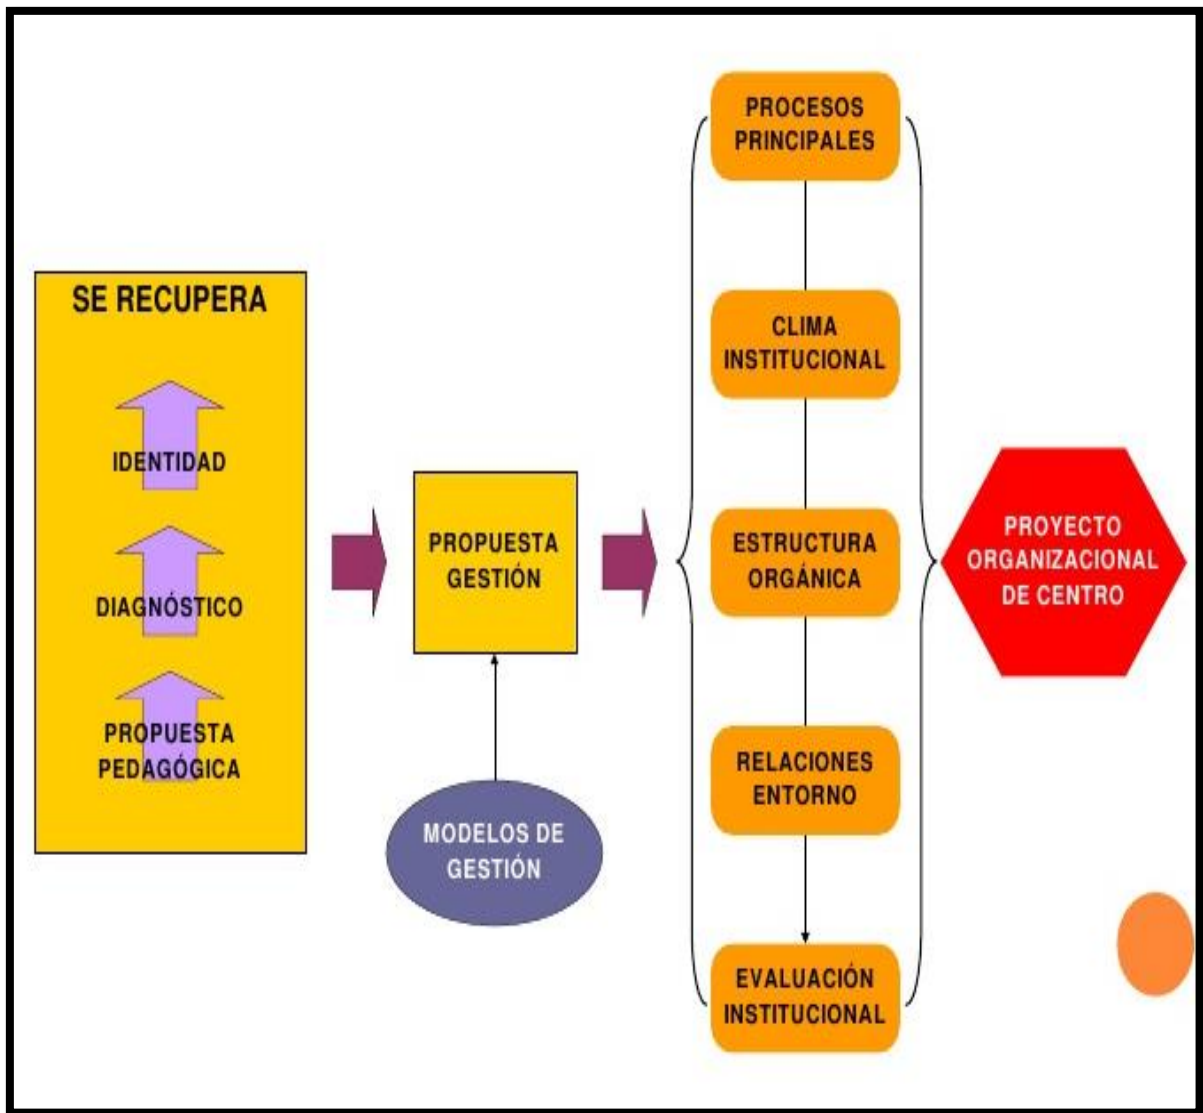 SE RECUPERA
IDENTIDAD
DIAGNÓSTICO
PROPUESTA
PEDAGÓGICA
PROPUESTA
GESTIÓN
MODELOS DE
GESTIÓN
PROCESOS
PRINCIPALES
CLIMA
INSTITUCIONAL
ESTRUCTURA
ORGÁNICA
RELACIONES
ENTORNO
EVALUACIÓN
INSTITUCIONAL
PROYECTO
ORGANIZACIONAL
DE CENTRO